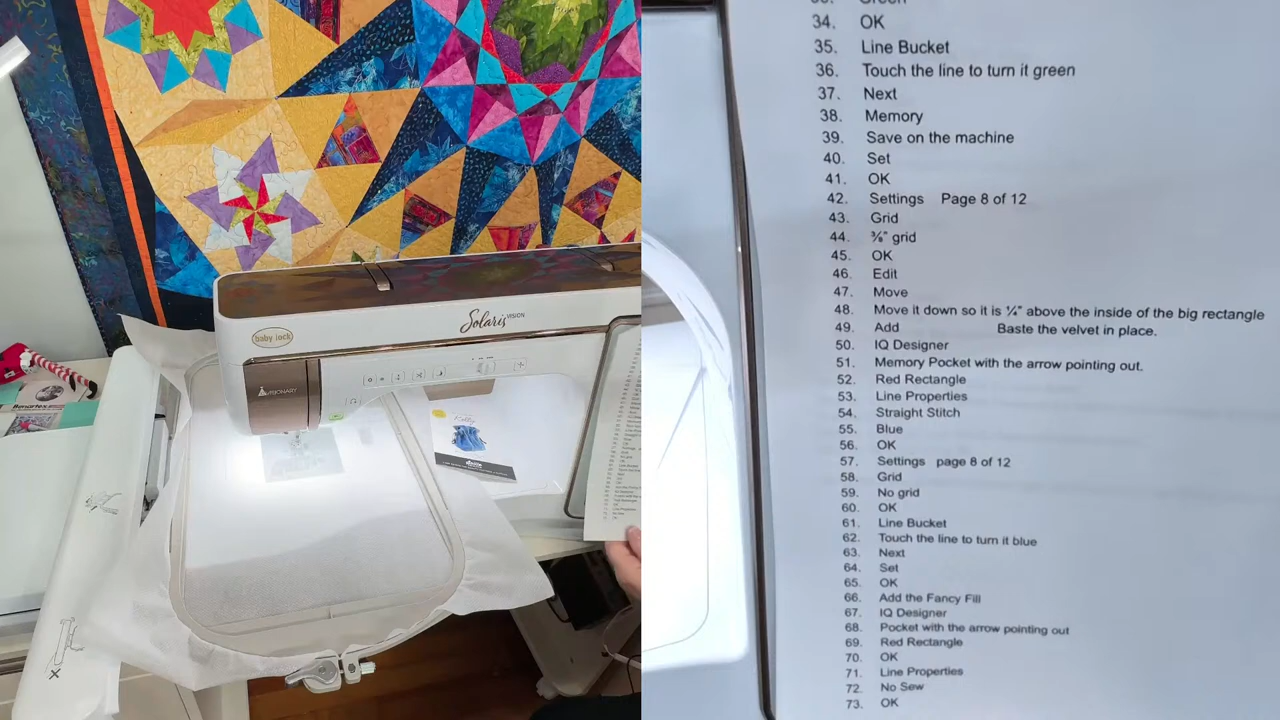 Solaris VISION
baby lock
VISIONARY
Kelly
Benartex
Green
34. OK
35. Line Bucket
36. Touch the line to turn it green
37. Next
38. Memory
39. Save on the machine
40. Set
41. OK
42. Settings Page 8 of 12
43. Grid
44. ⅜" grid
45. OK
46. Edit
47. Move
48. Move it down so it is ¼" above the inside of the big rectangle
49. Add Baste the velvet in place.
50. IQ Designer
51. Memory Pocket with the arrow pointing out.
52. Red Rectangle
53. Line Properties
54. Straight Stitch
55. Blue
56. OK
57. Settings page 8 of 12
58. Grid
59. No grid
60. OK
61. Line Bucket
62. Touch the line to turn it blue
63. Next
64. Set
65. OK
66. Add the Fancy Fill
67. IQ Designer
68. Pocket with the arrow pointing out
69. Red Rectangle
70. OK
71. Line Properties
72. No Sew
73. OK